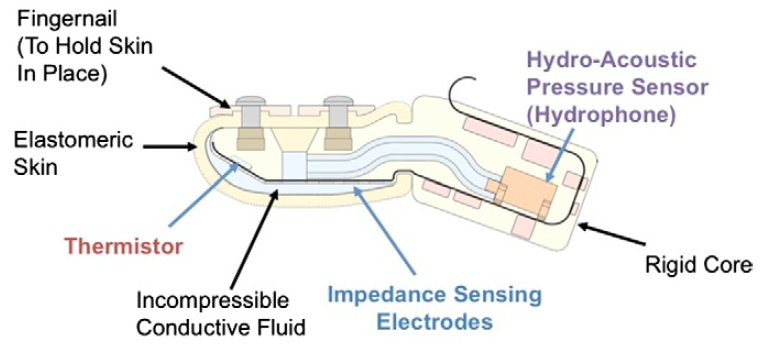 Fingernail
(To Hold Skin
In Place)
Hydro-Acoustic
Pressure Sensor
(Hydrophone)
Elastomeric
Skin
Thermistor
Incompressible
Conductive Fluid
Impedance Sensing
Electrodes
Rigid Core